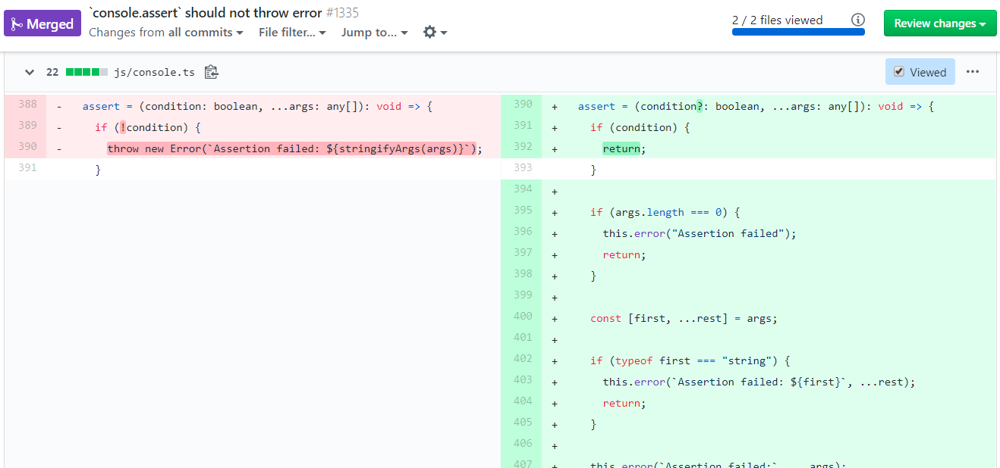 Merged
`console.assert` should not throw error #1335
Changes from all commits
File filter...
Jump to...
2 / 2 files viewed
Review changes
22
js/console.ts
Viewed
388 - assert = (condition: boolean, ...args: any[]): void => {
389 - if (!condition) {
390 - throw new Error(`Assertion failed: ${stringifyArgs(args)}`);
391 }
390 + assert = (condition?: boolean, ...args: any[]): void => {
391 + if (condition) {
392 + return;
393 }
394 +
395 + if (args.length === 0) {
396 + this.error("Assertion failed");
397 + return;
398 + }
399 +
400 + const [first, ...rest] = args;
401 +
402 + if (typeof first === "string") {
403 + this.error(`Assertion failed: ${first}`, ...rest);
404 + return;
405 + }
406 +
407 + this.error(`Assertion failed:`, ...args);